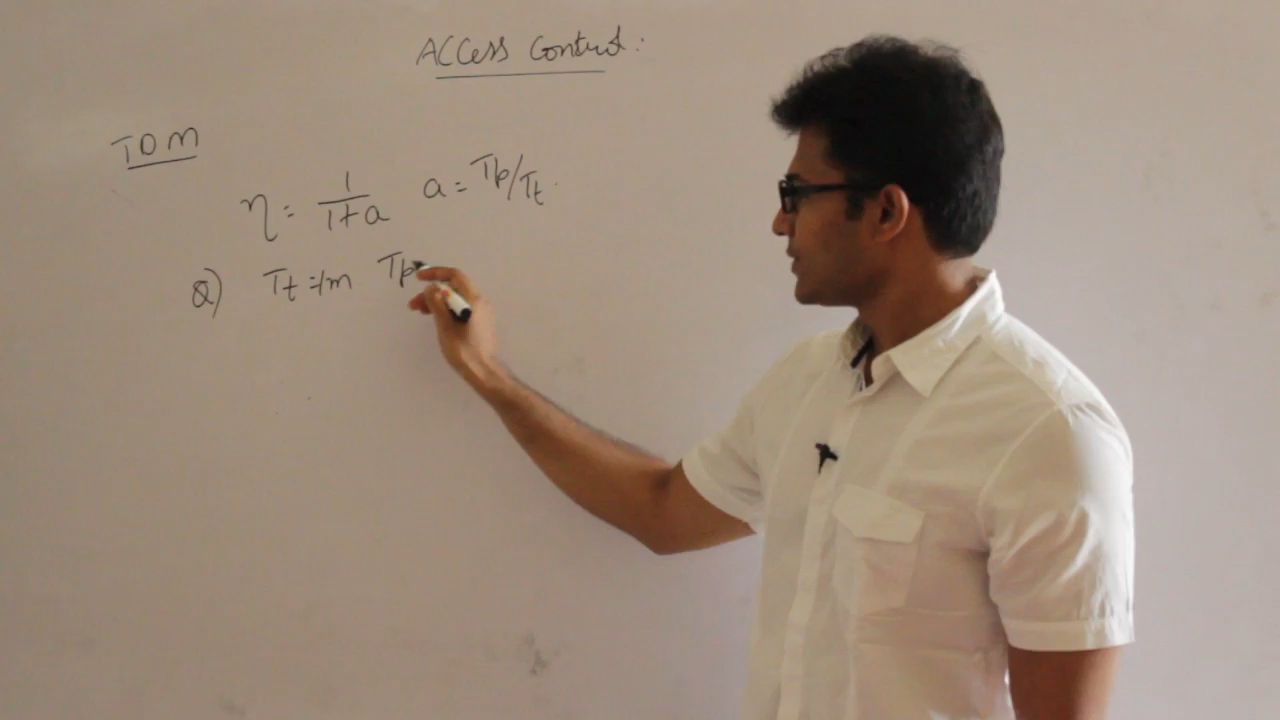 Access Control:
TDM
η = 1/1+a a = Tp/Tt
Q) Tt = 1m Tp